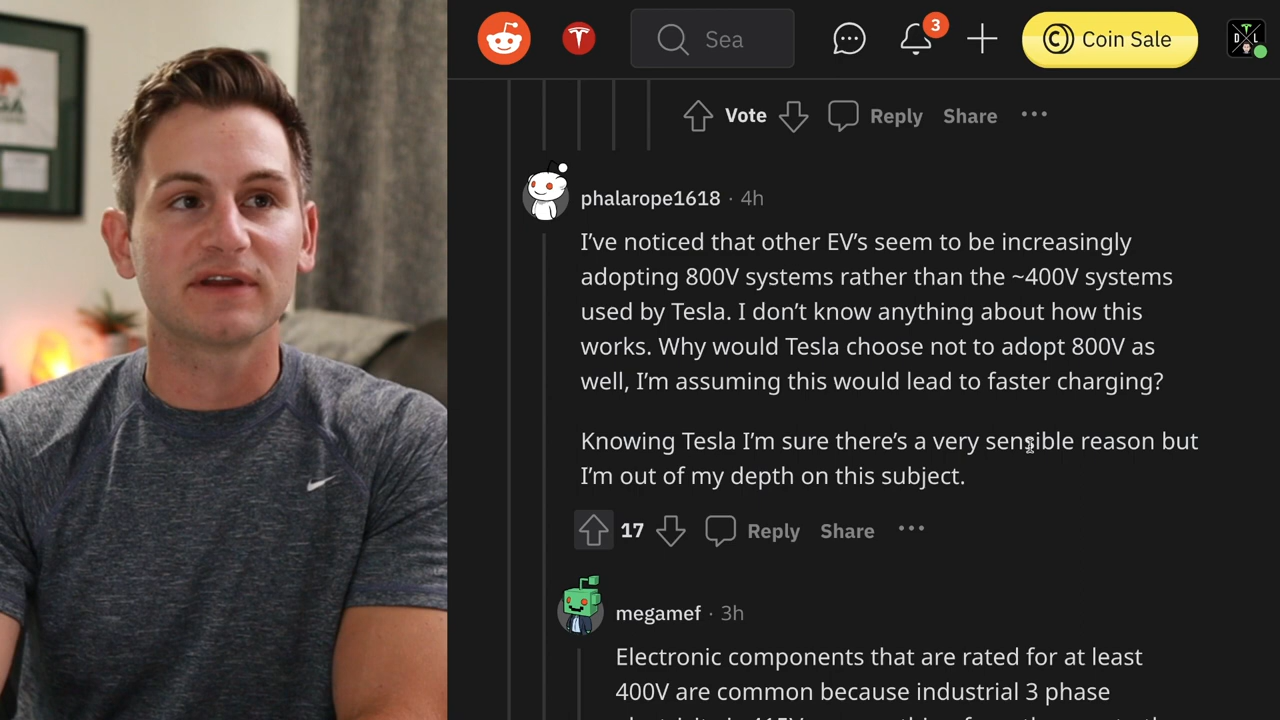 Sea
3
Coin Sale
Vote
Reply
Share
phalarope1618 · 4h
I've noticed that other EV's seem to be increasingly
adopting 800V systems rather than the ~400V systems
used by Tesla. I don't know anything about how this
works. Why would Tesla choose not to adopt 800V as
well, I'm assuming this would lead to faster charging?
Knowing Tesla I'm sure there's a very sensible reason but
I'm out of my depth on this subject.
17
Reply
Share
megamef · 3h
Electronic components that are rated for at least
400V are common because industrial 3 phase